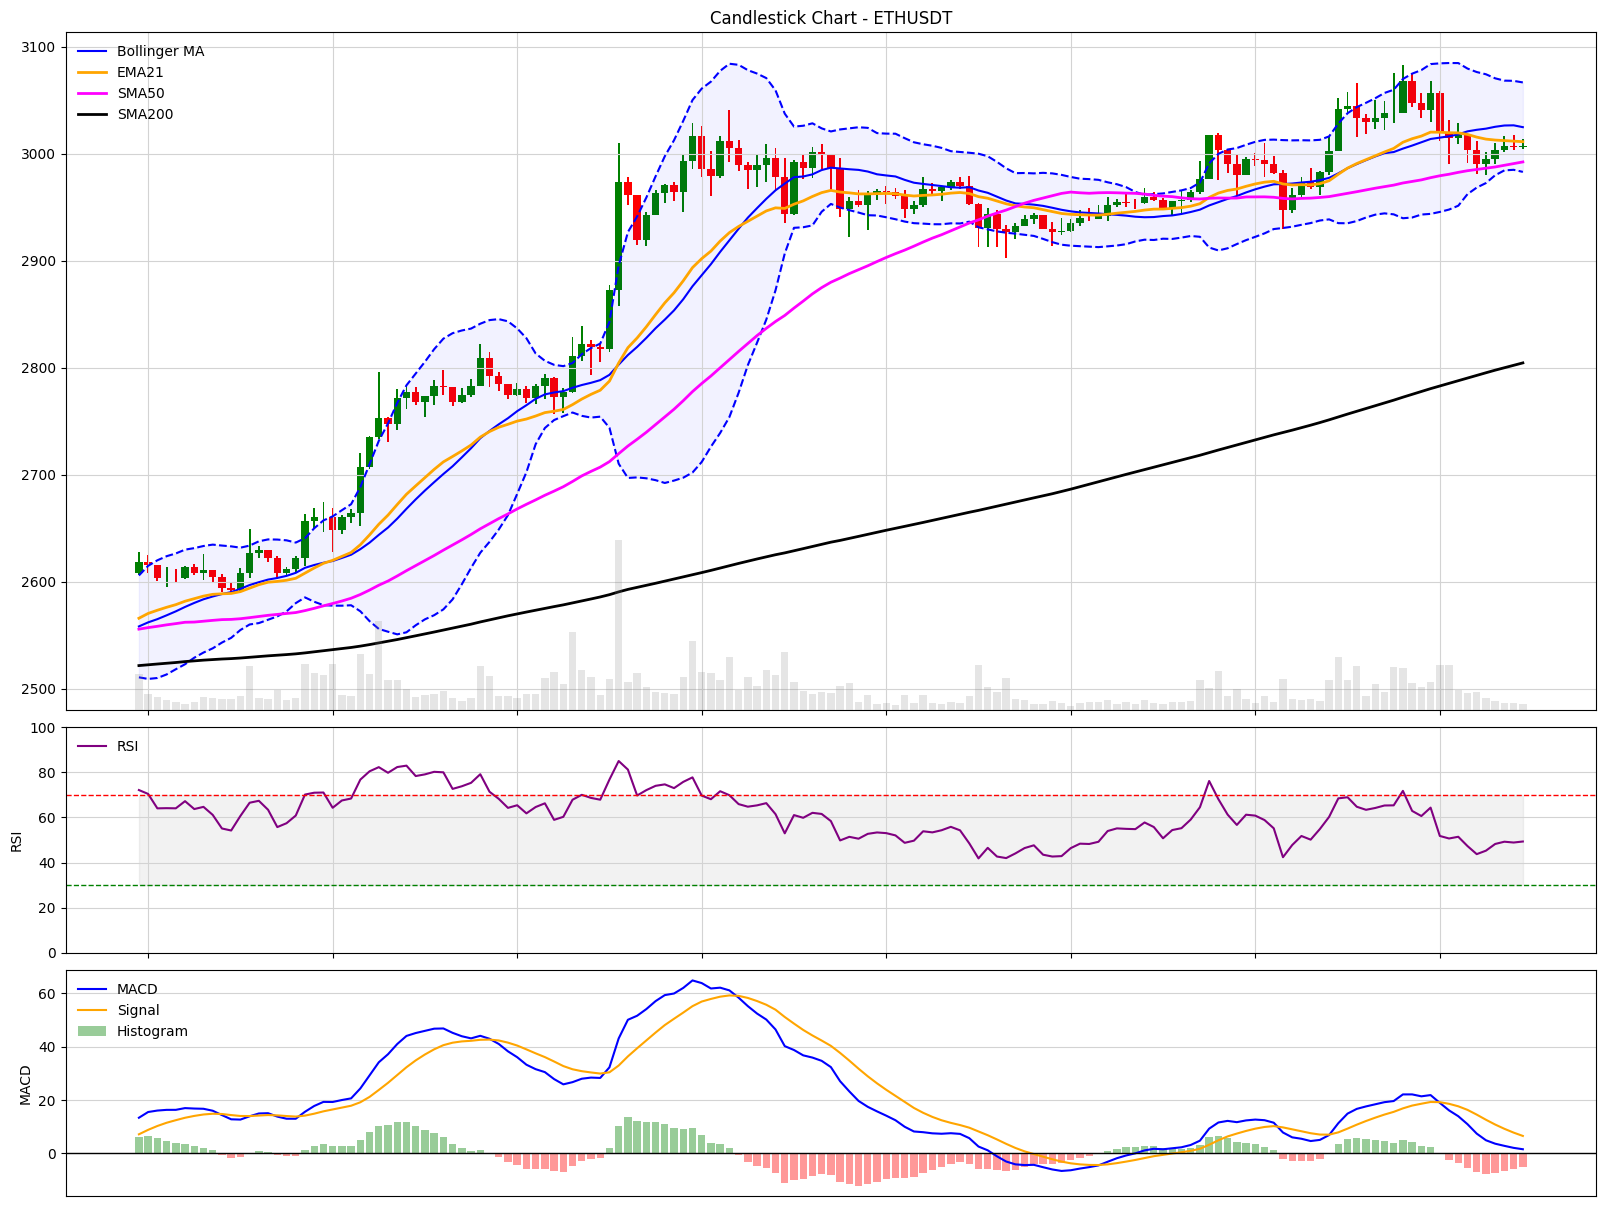 Candlestick Chart - ETHUSDT
3100
3000
2900
2800
2700
2600
2500
Bollinger MA
EMA21
SMA50
SMA200
100
80
60
40
20
0
RSI
RSI
60
40
20
0
MACD
MACD
Signal
Histogram